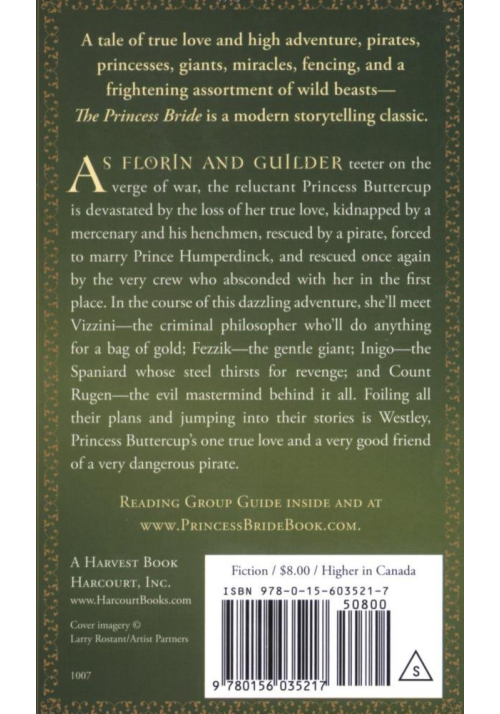 A tale of true love and high adventure, pirates,
princesses, giants, miracles, fencing, and a
frightening assortment of wild beasts—
The Princess Bride is a modern storytelling classic.
AS FLORIN AND GUILDER teeter on the
verge of war, the reluctant Princess Buttercup
is devastated by the loss of her true love, kidnapped by a
mercenary and his henchmen, rescued by a pirate, forced
to marry Prince Humperdinck, and rescued once again
by the very crew who absconded with her in the first
place. In the course of this dazzling adventure, she'll meet
Vizzini—the criminal philosopher who'll do anything
for a bag of gold; Fezzik—the gentle giant; Inigo—the
Spaniard whose steel thirsts for revenge; and Count
Rugen—the evil mastermind behind it all. Foiling all
their plans and jumping into their stories is Westley,
Princess Buttercup's one true love and a very good friend
of a very dangerous pirate.
READING GROUP GUIDE INSIDE AND AT
WWW.PRINCESSBRIDEBOOK.COM.
A HARVEST BOOK
HARCOURT, INC.
www.HarcourtBooks.com
Cover imagery ©
Larry Rostant/Artist Partners
1007
Fiction / $8.00 / Higher in Canada
ISBN 978-0-15-603521-7
50800
9 780156 035217
S